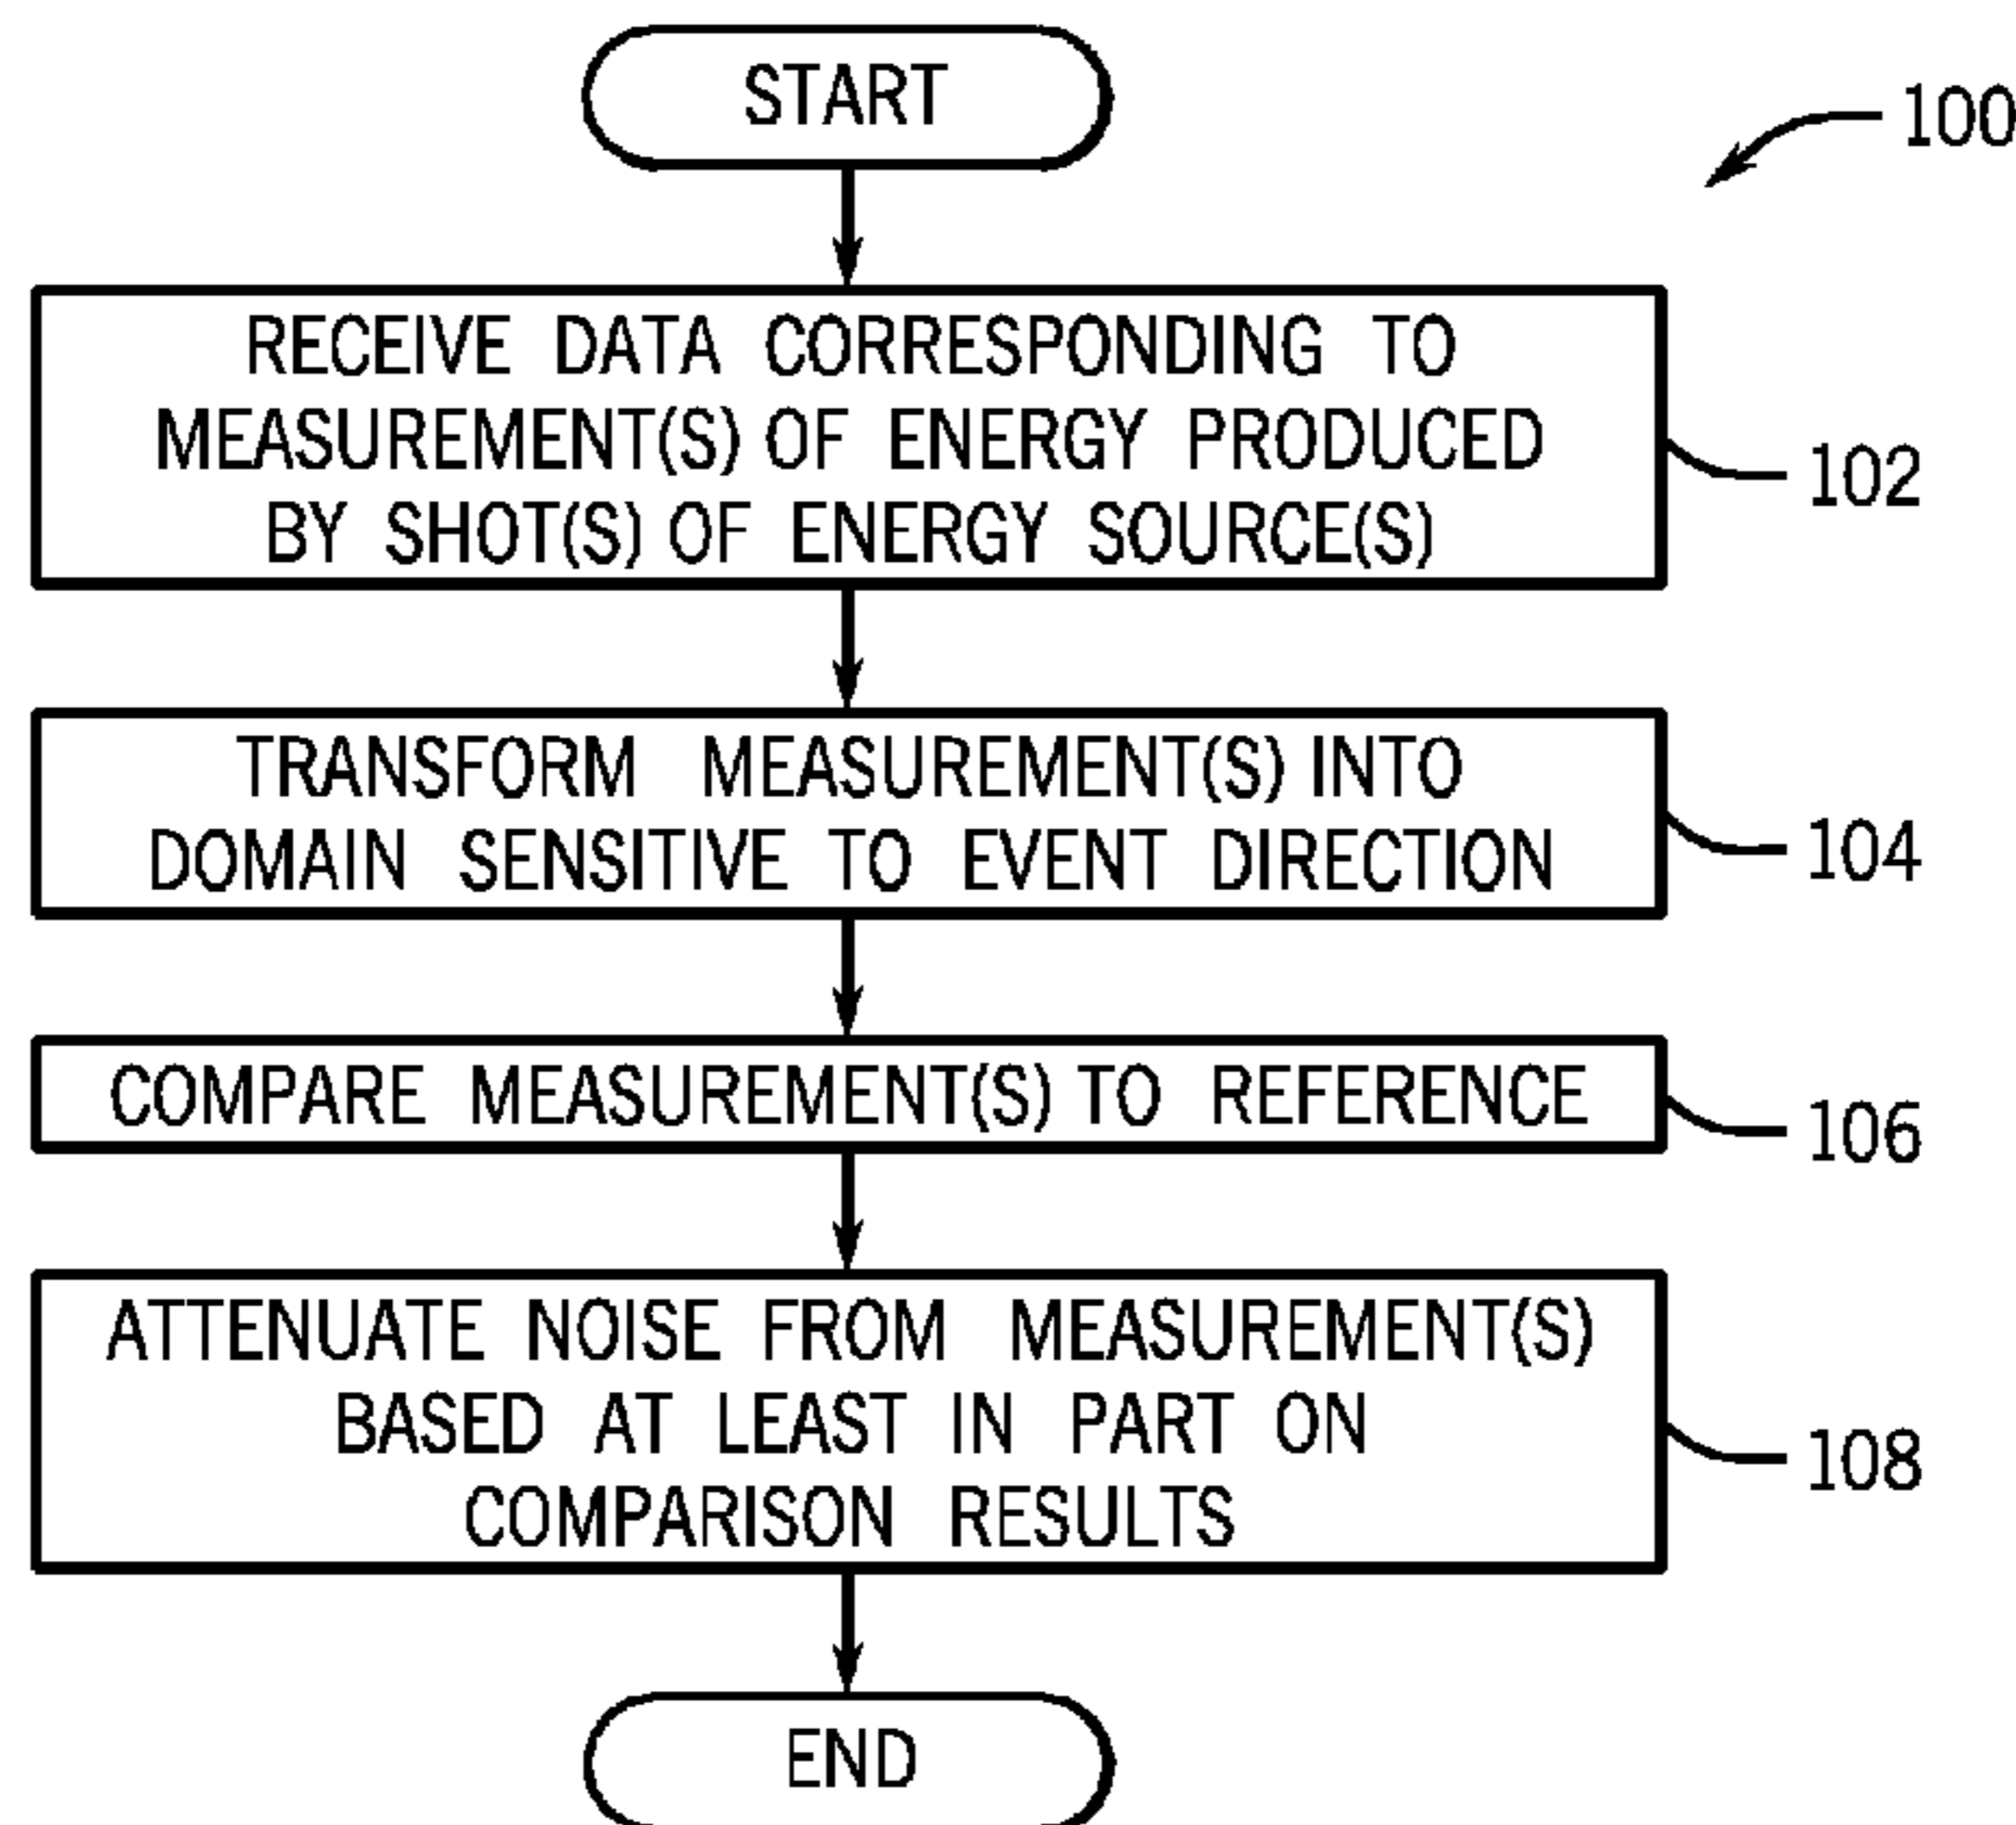 START
100
RECEIVE DATA CORRESPONDING TO
MEASUREMENT(S) OF ENERGY PRODUCED
BY SHOT(S) OF ENERGY SOURCE(S)
102
TRANSFORM MEASUREMENT(S) INTO
DOMAIN SENSITIVE TO EVENT DIRECTION
104
COMPARE MEASUREMENT(S) TO REFERENCE
106
ATTENUATE NOISE FROM MEASUREMENT(S)
BASED AT LEAST IN PART ON
COMPARISON RESULTS
108
END